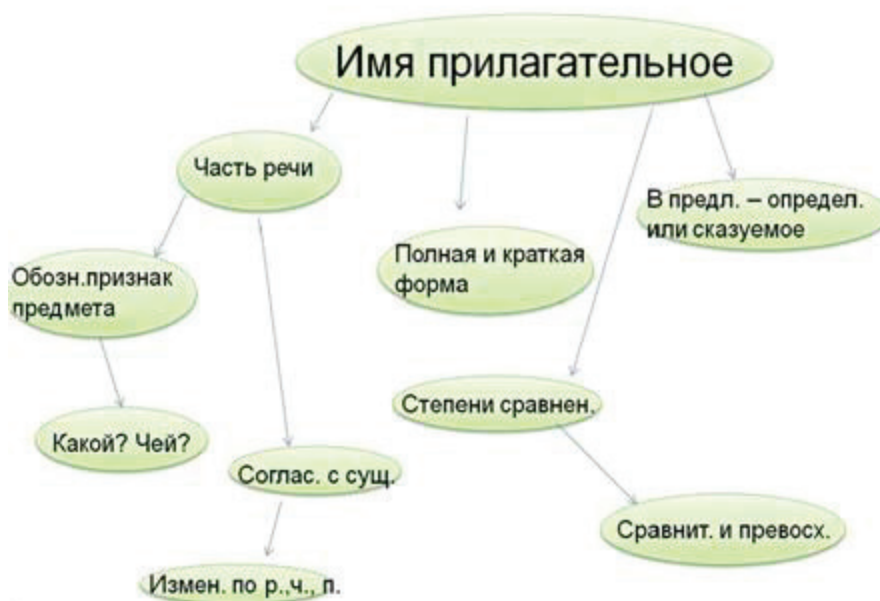 Имя прилагательное
Часть речи
В предл. – определ.
или сказуемое
Полная и краткая
форма
Обозн.признак
предмета
Степени сравнен.
Какой? Чей?
Соглас. с сущ.
Сравнит. и превосх.
Измен. по р.,ч., п.